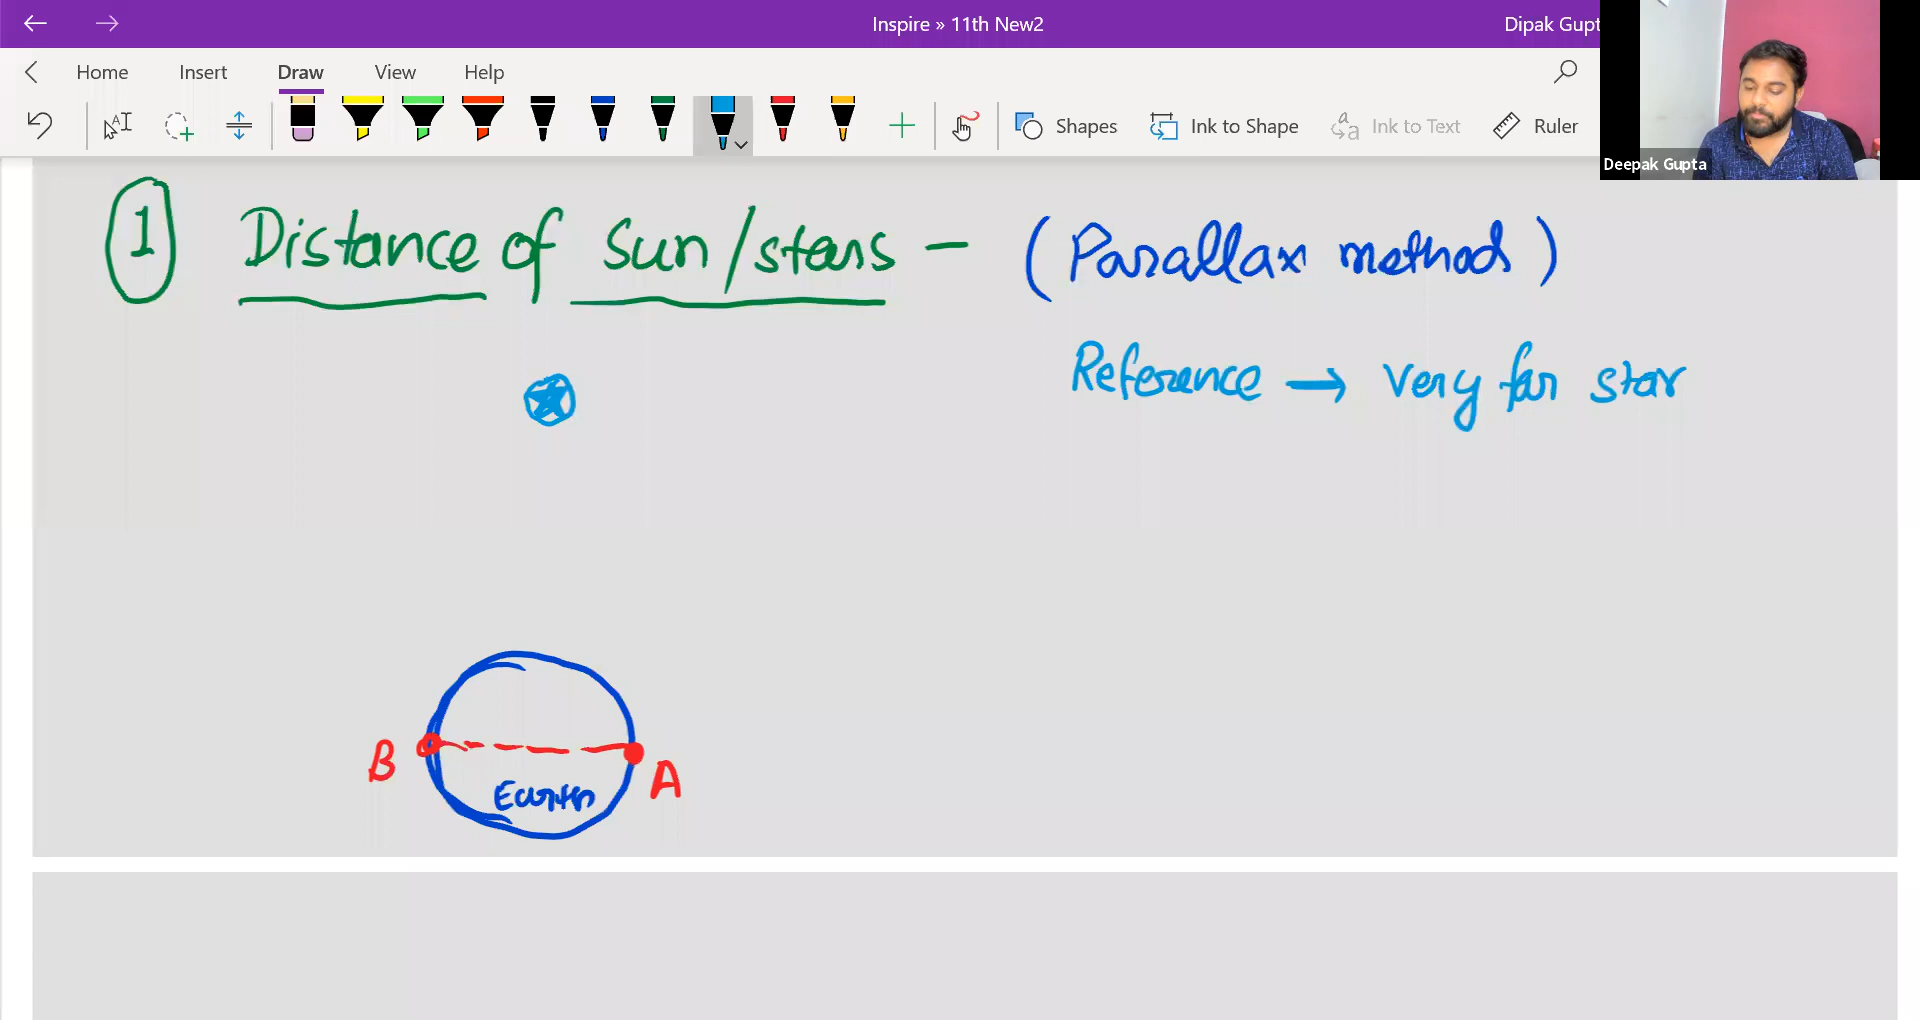 Inspire » 11th New2
Dipak Gupt
Home Insert Draw View Help
Shapes Ink to Shape Ink to Text Ruler
Deepak Gupta
1 Distance of Sun/stars - (Parallax method)
Reference → Very far star
B
A
Earth